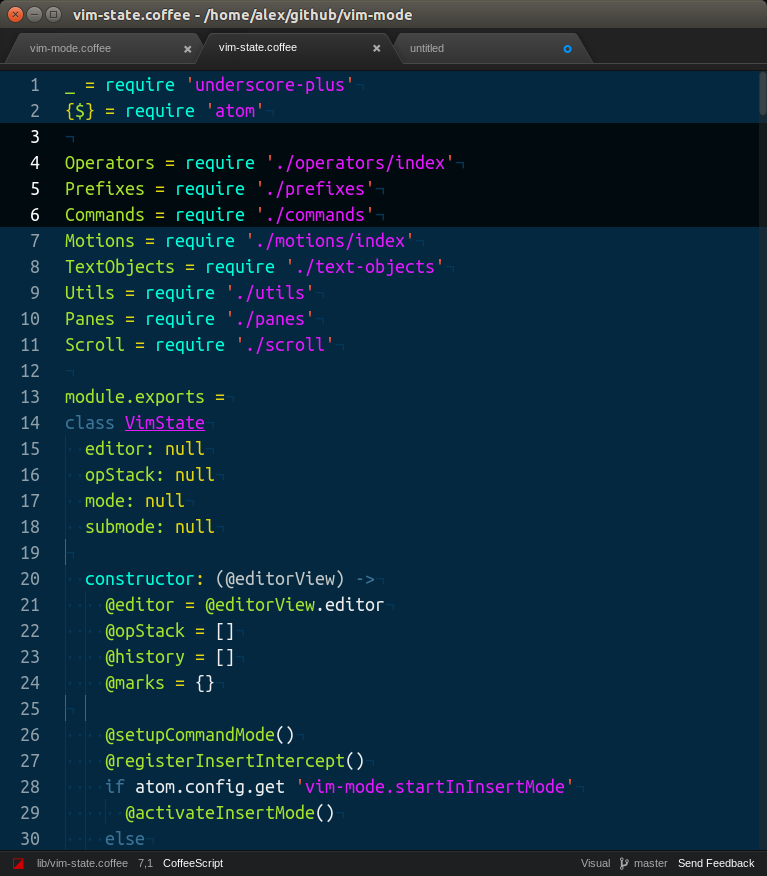 vim-state.coffee - /home/alex/github/vim-mode
vim-mode.coffee vim-state.coffee untitled
1 _ = require 'underscore-plus'
2 {$} = require 'atom'
3
4 Operators = require './operators/index'
5 Prefixes = require './prefixes'
6 Commands = require './commands'
7 Motions = require './motions/index'
8 TextObjects = require './text-objects'
9 Utils = require './utils'
10 Panes = require './panes'
11 Scroll = require './scroll'
12
13 module.exports =
14 class VimState
15   editor: null
16   opStack: null
17   mode: null
18   submode: null
19
20   constructor: (@editorView) ->
21     @editor = @editorView.editor
22     @opStack = []
23     @history = []
24     @marks = {}
25
26     @setupCommandMode()
27     @registerInsertIntercept()
28     if atom.config.get 'vim-mode.startInInsertMode'
29       @activateInsertMode()
30     else
lib/vim-state.coffee 7,1 CoffeeScript Visual master Send Feedback